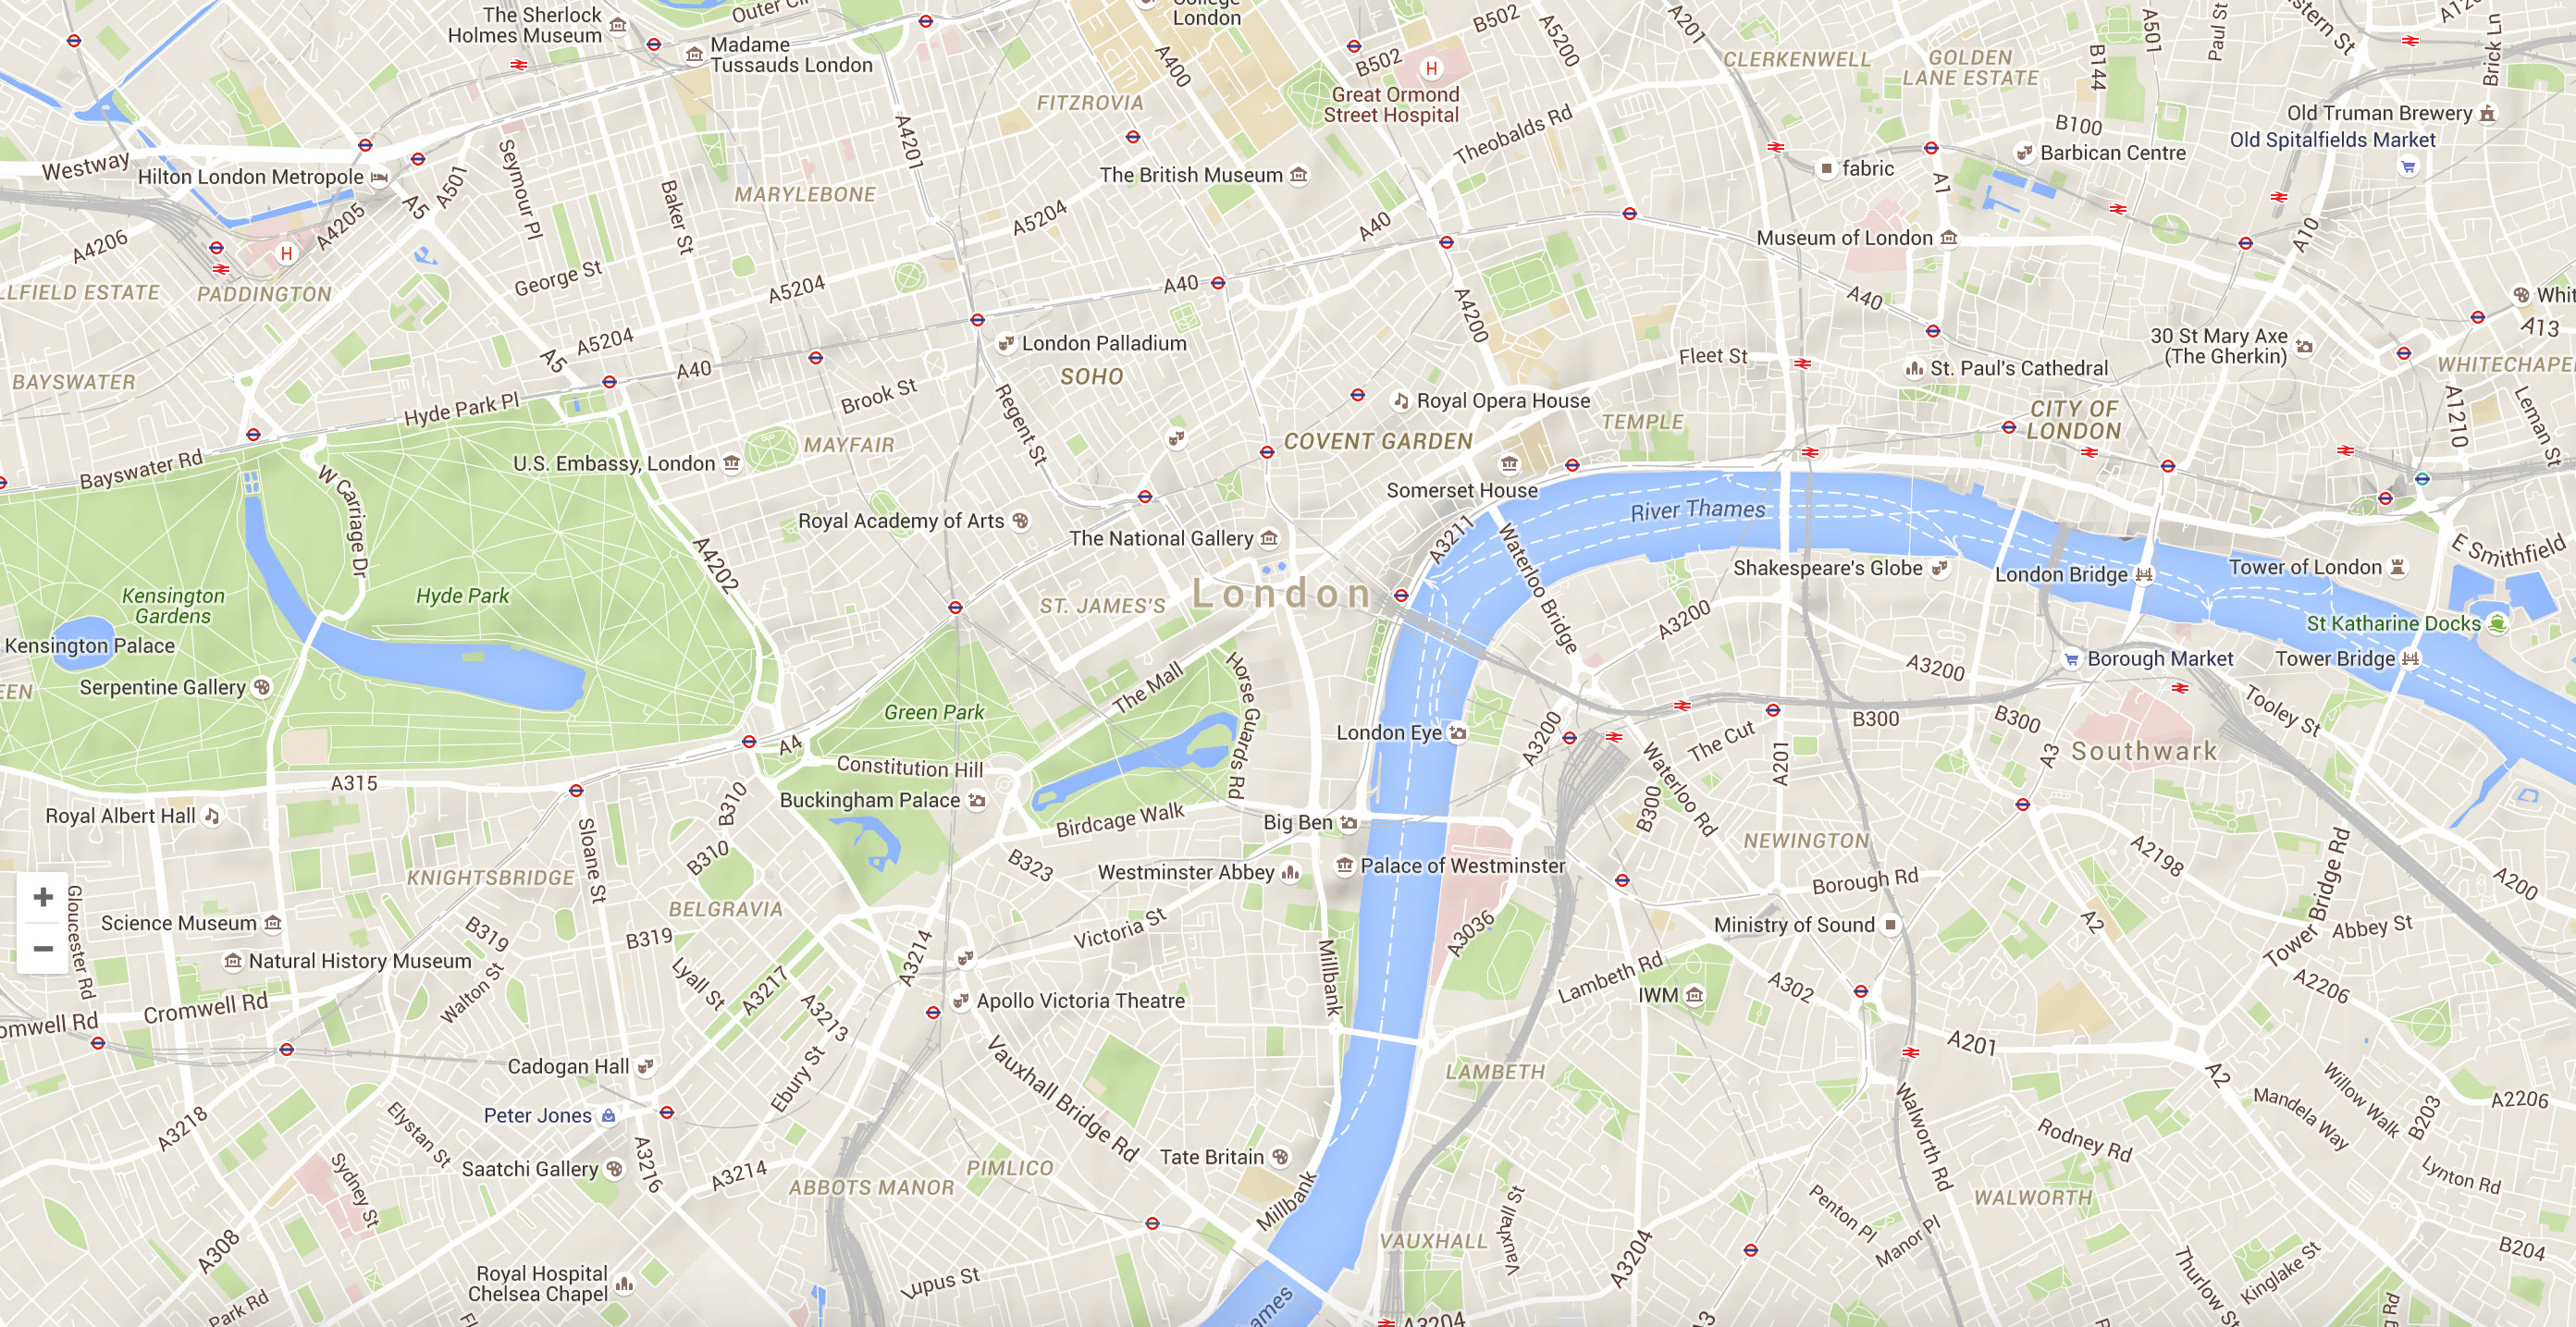 The Sherlock
Holmes Museum
Madame
Tussauds London
Outer Cir
College
London
A400
B502
B502
A5200
A201
CLERKENWELL
GOLDEN
LANE ESTATE
B144
A501
Paul St
Brick Ln
FITZROVIA
Great Ormond
Street Hospital
H
Theobalds Rd
Old Truman Brewery
Old Spitalfields Market
B100
Barbican Centre
fabric
Westway
Hilton London Metropole
A5
A501
Seymour Pl
Baker St
MARYLEBONE
A4201
The British Museum
A5204
A40
A1
Museum of London
A10
A4206
A4205
H
PADDINGTON
LLFIELD ESTATE
George St
A5204
A40
A4200
A40
Whit
A13
30 St Mary Axe
(The Gherkin)
WHITECHAPE
A5204
A5
A40
London Palladium
SOHO
Fleet St
St. Paul's Cathedral
BAYSWATER
Hyde Park Pl
Brook St
Regent St
Royal Opera House
TEMPLE
CITY OF
LONDON
A1210
Leman St
Bayswater Rd
W Carriage Dr
U.S. Embassy, London
MAYFAIR
COVENT GARDEN
Somerset House
River Thames
Royal Academy of Arts
The National Gallery
A3211
Waterloo Bridge
E Smithfield
A4202
Shakespeare's Globe
London Bridge
Tower of London
Kensington
Gardens
Hyde Park
ST. JAMES'S
London
A3200
St Katharine Docks
Kensington Palace
Borough Market
Tower Bridge
EEN
Serpentine Gallery
The Mall
Horse Guards Rd
A3200
Green Park
London Eye
A3200
The Cut
B300
B300
Tooley St
A4
Constitution Hill
Waterloo Rd
A201
A3
Southwark
A315
Buckingham Palace
B310
Birdcage Walk
Big Ben
B300
NEWINGTON
Royal Albert Hall
Sloane St
B310
B323
Westminster Abbey
Palace of Westminster
A2198
Tower Bridge Rd
A200
KNIGHTSBRIDGE
BELGRAVIA
Borough Rd
+
−
Gloucester Rd
Science Museum
B319
B319
Victoria St
A3036
Ministry of Sound
A2
Abbey St
Natural History Museum
Walton St
Lyall St
A3217
A3214
Millbank
Lambeth Rd
IWM
A302
A2206
Cromwell Rd
omwell Rd
A3213
Apollo Victoria Theatre
A201
Cadogan Hall
Ebury St
Vauxhall Bridge Rd
LAMBETH
A2
Willow Walk
Mandela Way
B203
A2206
Peter Jones
A3218
Elystan St
A3216
Walworth Rd
Rodney Rd
Saatchi Gallery
Sydney St
A3214
ABBOTS MANOR
PIMLICO
Tate Britain
Millbank
Vauxhall St
Penton Pl
WALWORTH
Lynton Rd
A308
VAUXHALL
A3204
Manor Pl
B204
Royal Hospital
Chelsea Chapel
Lupus St
Thurlow St
Kinglake St
Park Rd
ames
A3204